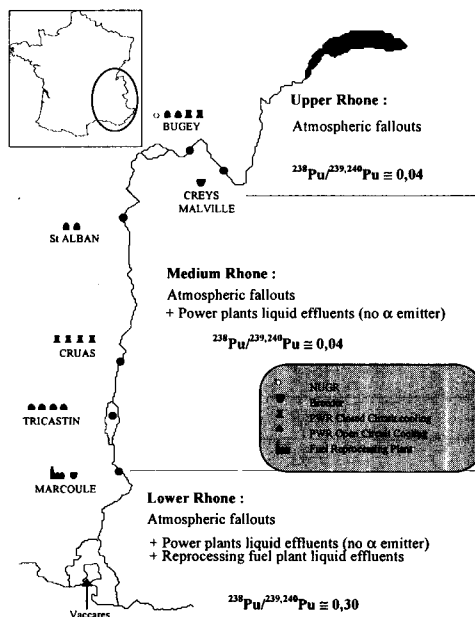 Upper Rhone :
Atmospheric fallouts
²³⁸Pu/²³⁹,²⁴⁰Pu ≅ 0,04
BUGEY
CREYS
MALVILLE
St ALBAN
Medium Rhone :
Atmospheric fallouts
+ Power plants liquid effluents (no α emitter)
²³⁸Pu/²³⁹,²⁴⁰Pu ≅ 0,04
CRUAS
TRICASTIN
NUGR
Breeder
PWR Closed Circuit cooling
PWR Open Circuit Cooling
Fuel Reprocessing Plant
MARCOULE
Lower Rhone :
Atmospheric fallouts
+ Power plants liquid effluents (no α emitter)
+ Reprocessing fuel plant liquid effluents
²³⁸Pu/²³⁹,²⁴⁰Pu ≅ 0,30
Vaccares